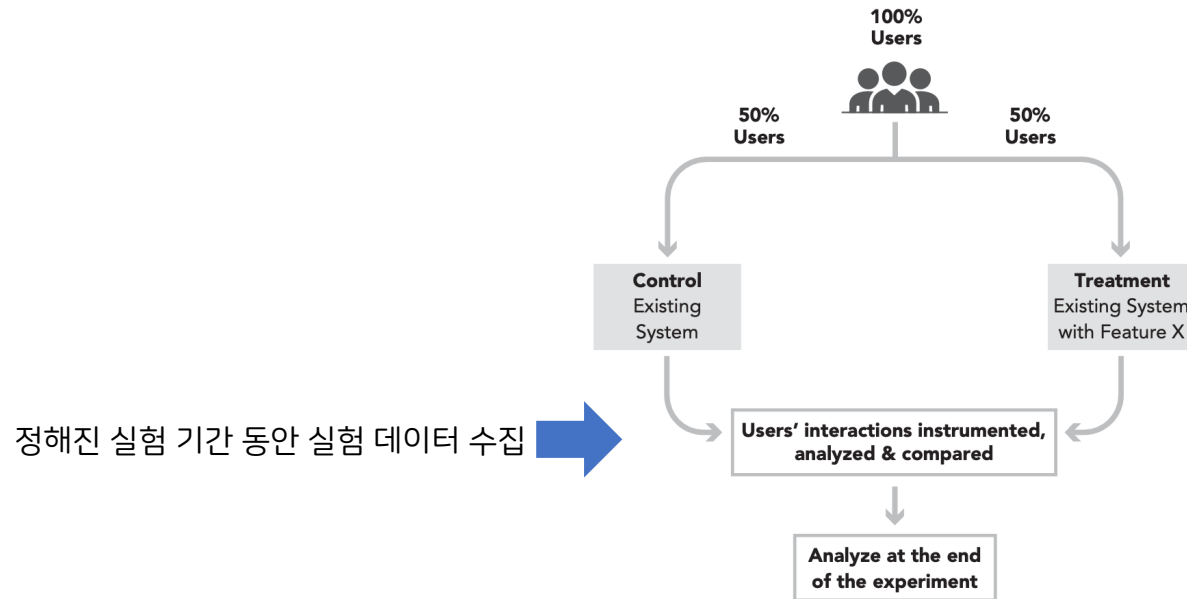 100%
Users
50%
Users
50%
Users
Control
Existing
System
Treatment
Existing System
with Feature X
정해진 실험 기간 동안 실험 데이터 수집
Users' interactions instrumented,
analyzed & compared
Analyze at the end
of the experiment